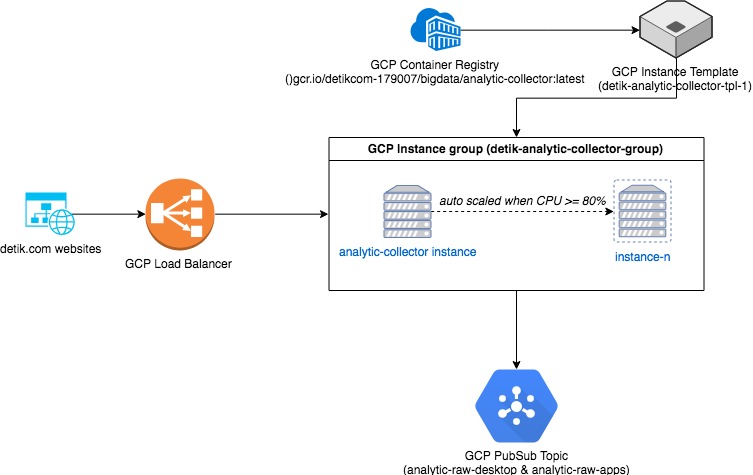 GCP Container Registry
()gcr.io/detikcom-179007/bigdata/analytic-collector:latest
GCP Instance Template
(detik-analytic-collector-tpl-1)
GCP Instance group (detik-analytic-collector-group)
auto scaled when CPU >= 80%
analytic-collector instance
instance-n
detik.com websites
GCP Load Balancer
GCP PubSub Topic
(analytic-raw-desktop & analytic-raw-apps)